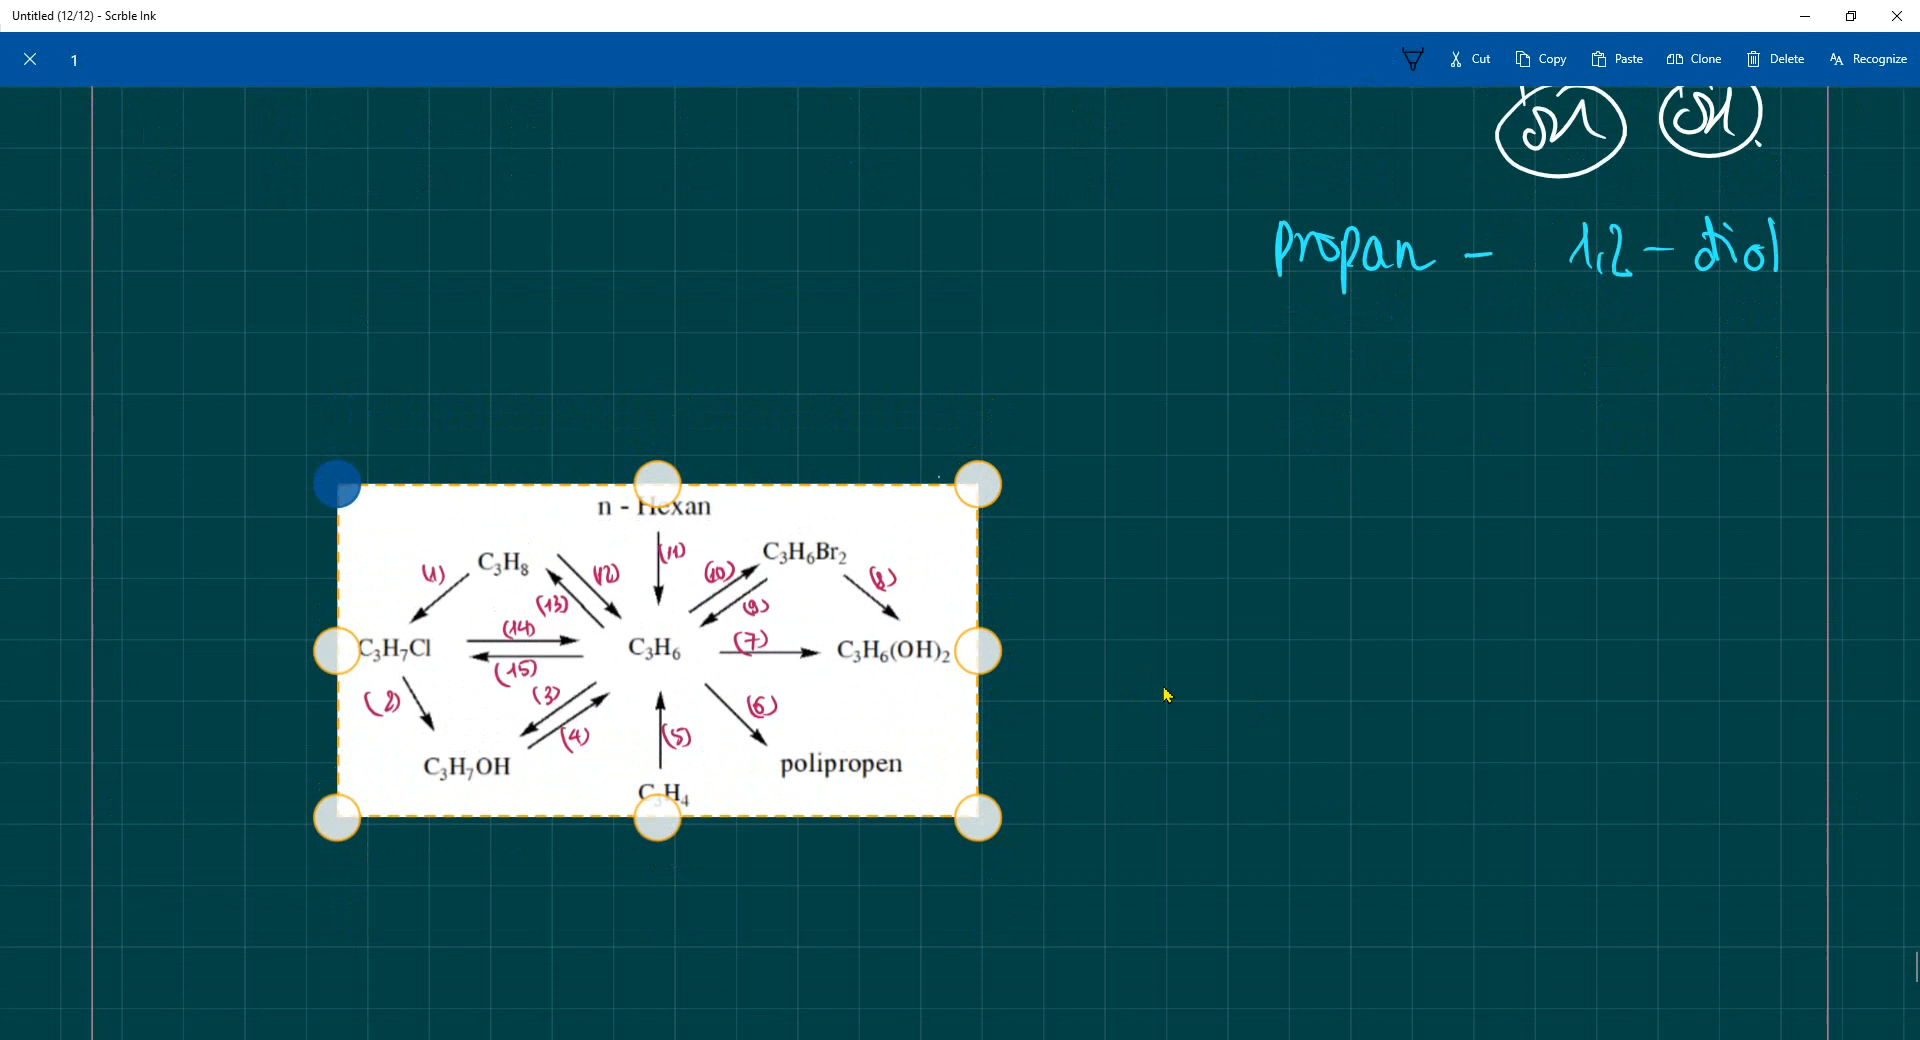 Untitled (12/12) - Scrble Ink
1
Cut Copy Paste Clone Delete Recognize
OH OH
propan - 1,2 - diol
n - Hexan
C₃H₈ (12) (11) (10) C₃H₆Br₂
(1) (13) (9) (8)
C₃H₇Cl (14) C₃H₆ (7) C₃H₆(OH)₂
(15)
(2) (3) (4) (5) (6)
C₃H₇OH polipropen
C₃H₄